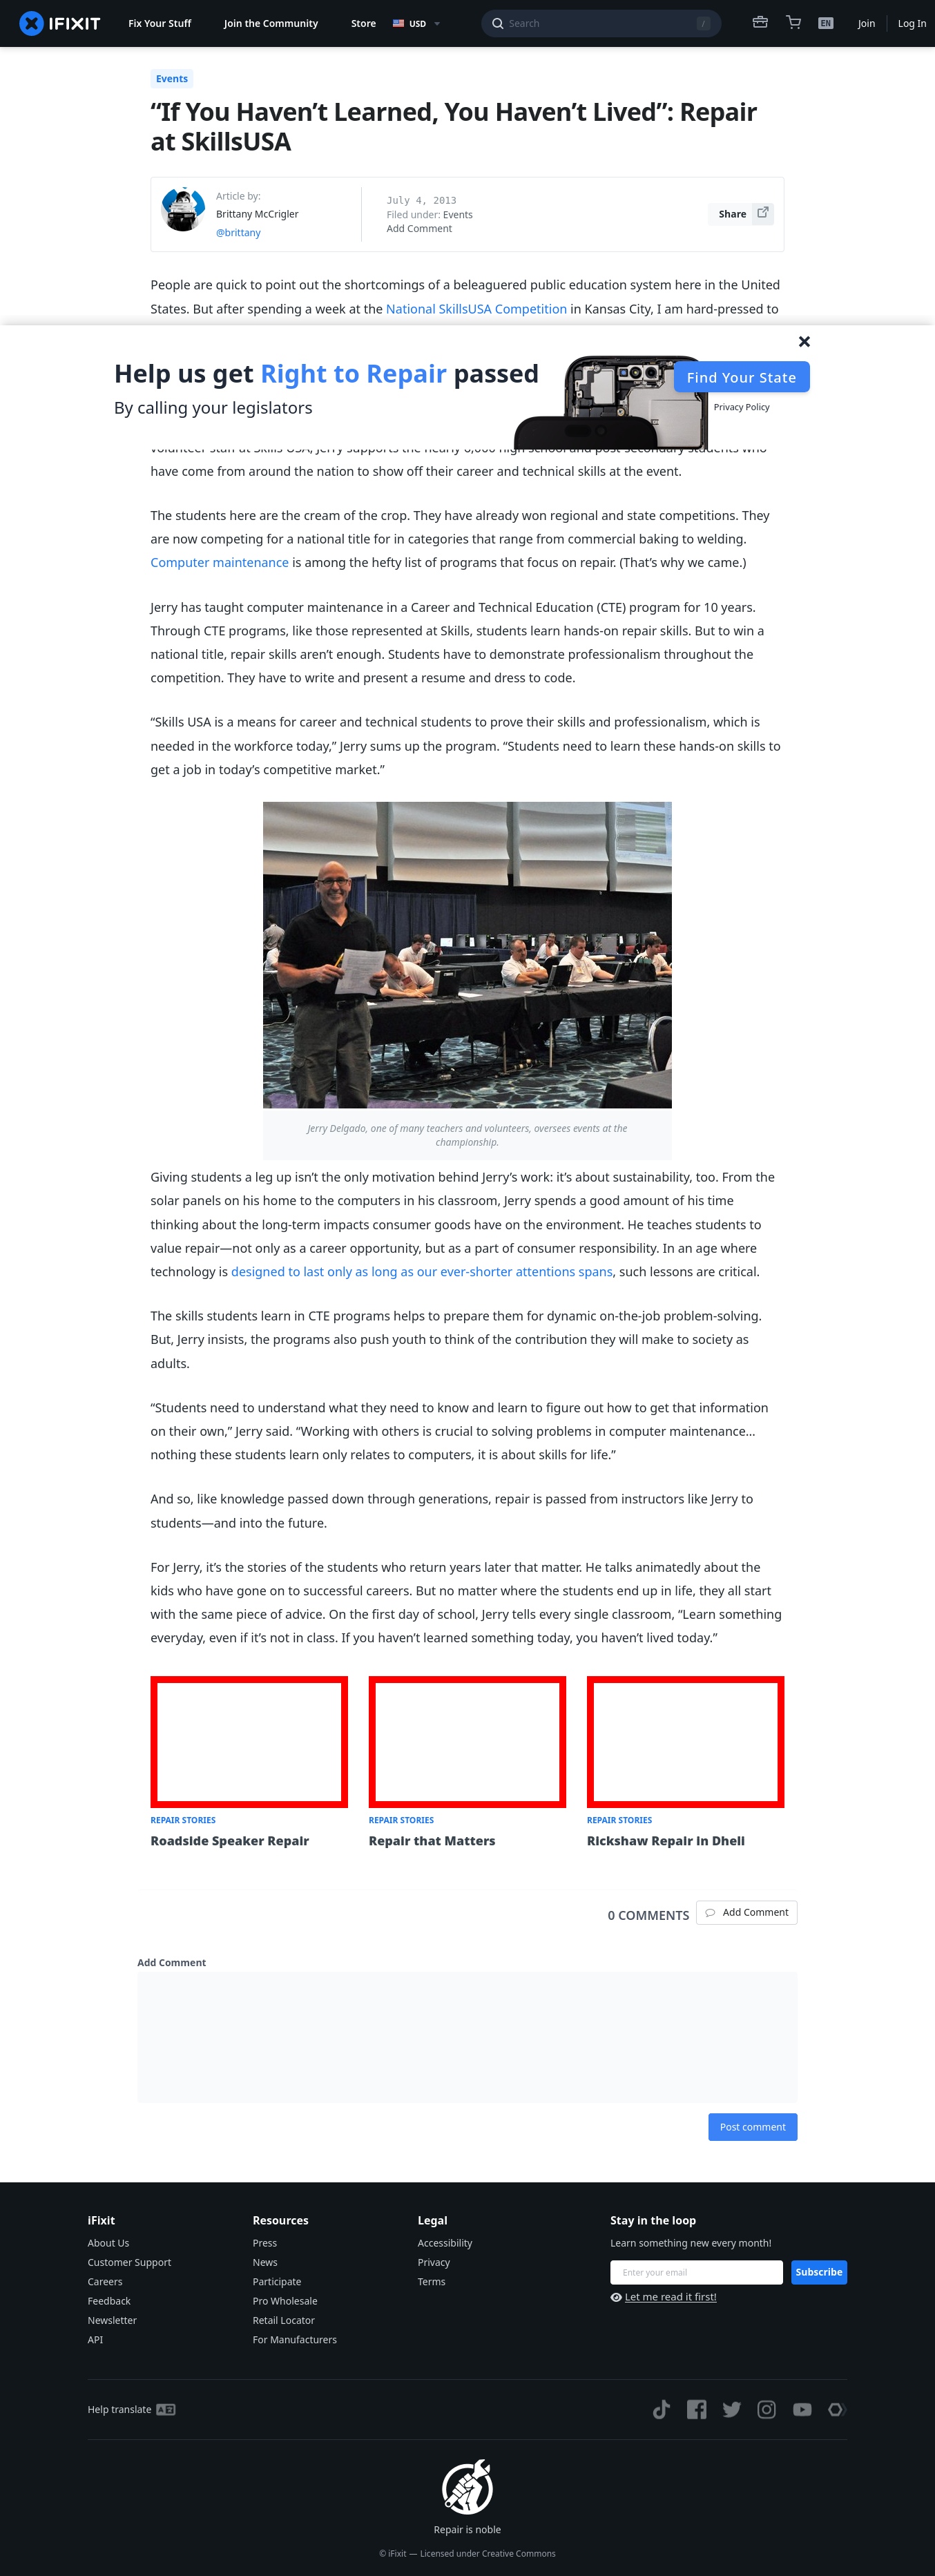 IFIXIT
Fix Your Stuff
Join the Community
Store
USD
Search
/
EN
Join
Log In
Events
“If You Haven’t Learned, You Haven’t Lived”: Repair
at SkillsUSA
Article by:
Brittany McCrigler
@brittany
July 4, 2013
Filed under: Events
Add Comment
Share
People are quick to point out the shortcomings of a beleaguered public education system here in the United
States. But after spending a week at the National SkillsUSA Competition in Kansas City, I am hard-pressed to
Help us get Right to Repair passed
By calling your legislators
Find Your State
Privacy Policy
volunteer staff at Skills USA, Jerry supports the nearly 6,000 high school and post-secondary students who
have come from around the nation to show off their career and technical skills at the event.
The students here are the cream of the crop. They have already won regional and state competitions. They
are now competing for a national title for in categories that range from commercial baking to welding.
Computer maintenance is among the hefty list of programs that focus on repair. (That’s why we came.)
Jerry has taught computer maintenance in a Career and Technical Education (CTE) program for 10 years.
Through CTE programs, like those represented at Skills, students learn hands-on repair skills. But to win a
national title, repair skills aren’t enough. Students have to demonstrate professionalism throughout the
competition. They have to write and present a resume and dress to code.
“Skills USA is a means for career and technical students to prove their skills and professionalism, which is
needed in the workforce today,” Jerry sums up the program. “Students need to learn these hands-on skills to
get a job in today’s competitive market.”
Jerry Delgado, one of many teachers and volunteers, oversees events at the
championship.
Giving students a leg up isn’t the only motivation behind Jerry’s work: it’s about sustainability, too. From the
solar panels on his home to the computers in his classroom, Jerry spends a good amount of his time
thinking about the long-term impacts consumer goods have on the environment. He teaches students to
value repair—not only as a career opportunity, but as a part of consumer responsibility. In an age where
technology is designed to last only as long as our ever-shorter attentions spans, such lessons are critical.
The skills students learn in CTE programs helps to prepare them for dynamic on-the-job problem-solving.
But, Jerry insists, the programs also push youth to think of the contribution they will make to society as
adults.
“Students need to understand what they need to know and learn to figure out how to get that information
on their own,” Jerry said. “Working with others is crucial to solving problems in computer maintenance…
nothing these students learn only relates to computers, it is about skills for life.”
And so, like knowledge passed down through generations, repair is passed from instructors like Jerry to
students—and into the future.
For Jerry, it’s the stories of the students who return years later that matter. He talks animatedly about the
kids who have gone on to successful careers. But no matter where the students end up in life, they all start
with the same piece of advice. On the first day of school, Jerry tells every single classroom, “Learn something
everyday, even if it’s not in class. If you haven’t learned something today, you haven’t lived today.”
REPAIR STORIES
Roadside Speaker Repair
REPAIR STORIES
Repair that Matters
REPAIR STORIES
Rickshaw Repair in Dheli
0 COMMENTS
Add Comment
Add Comment
Post comment
iFixit
About Us
Customer Support
Careers
Feedback
Newsletter
API
Resources
Press
News
Participate
Pro Wholesale
Retail Locator
For Manufacturers
Legal
Accessibility
Privacy
Terms
Stay in the loop
Learn something new every month!
Enter your email
Subscribe
Let me read it first!
Help translate
Repair is noble
© iFixit — Licensed under Creative Commons